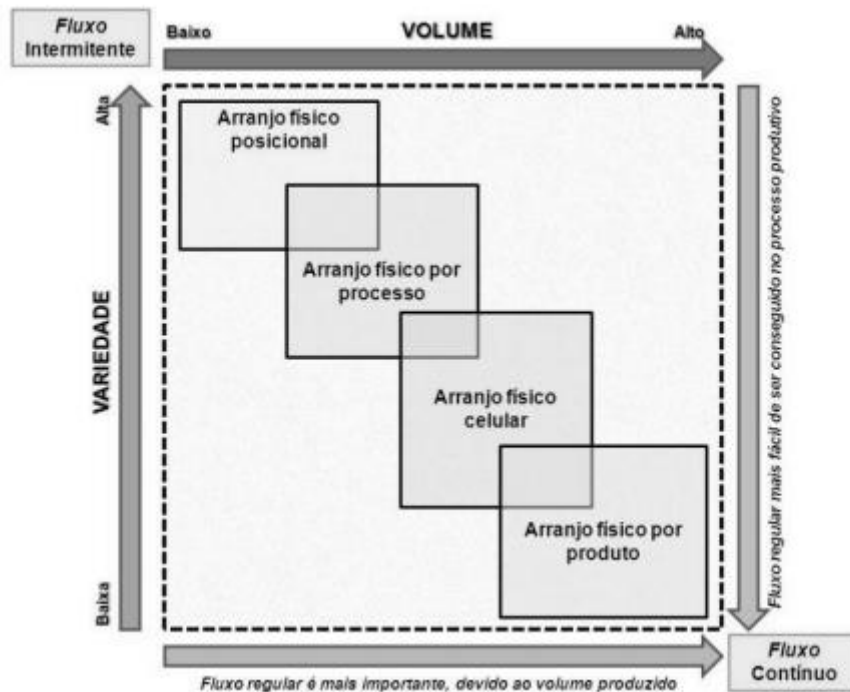 Fluxo
Intermitente
Baixo
VOLUME
Alto
Alta
VARIEDADE
Baixa
Arranjo físico
posicional
Arranjo físico por
processo
Arranjo físico
celular
Arranjo físico por
produto
Fluxo regular mais fácil de ser conseguido no processo produtivo
Fluxo regular é mais importante, devido ao volume produzido
Fluxo
Contínuo